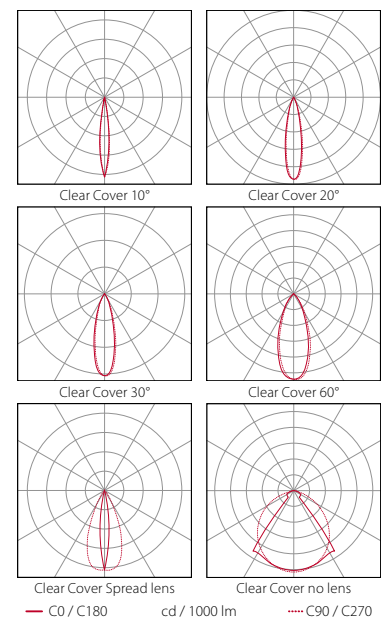 Clear Cover 10° Clear Cover 20°
Clear Cover 30° Clear Cover 60°
Clear Cover Spread lens Clear Cover no lens
C0 / C180 cd / 1000 lm C90 / C270